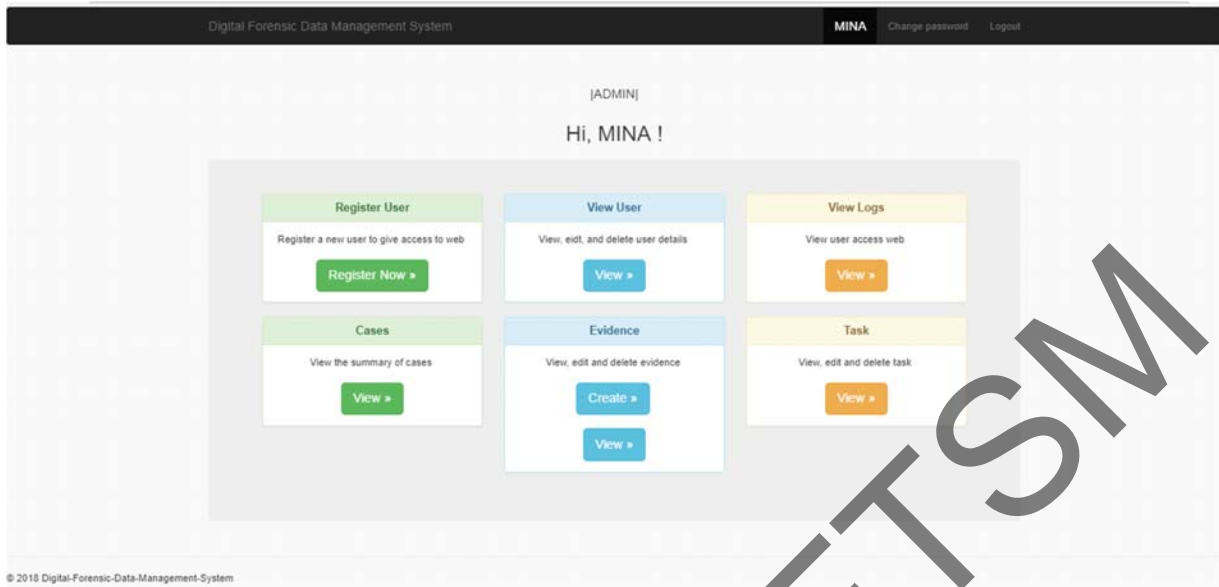 Digital Forensic Data Management System MINA Change password Logout
|ADMIN|
Hi, MINA !
Register User
Register a new user to give access to web
Register Now »
View User
View, eidt, and delete user details
View »
View Logs
View user access web
View »
Cases
View the summary of cases
View »
Evidence
View, edit and delete evidence
Create »
View »
Task
View, edit and delete task
View »
© 2018 Digital-Forensic-Data-Management-System